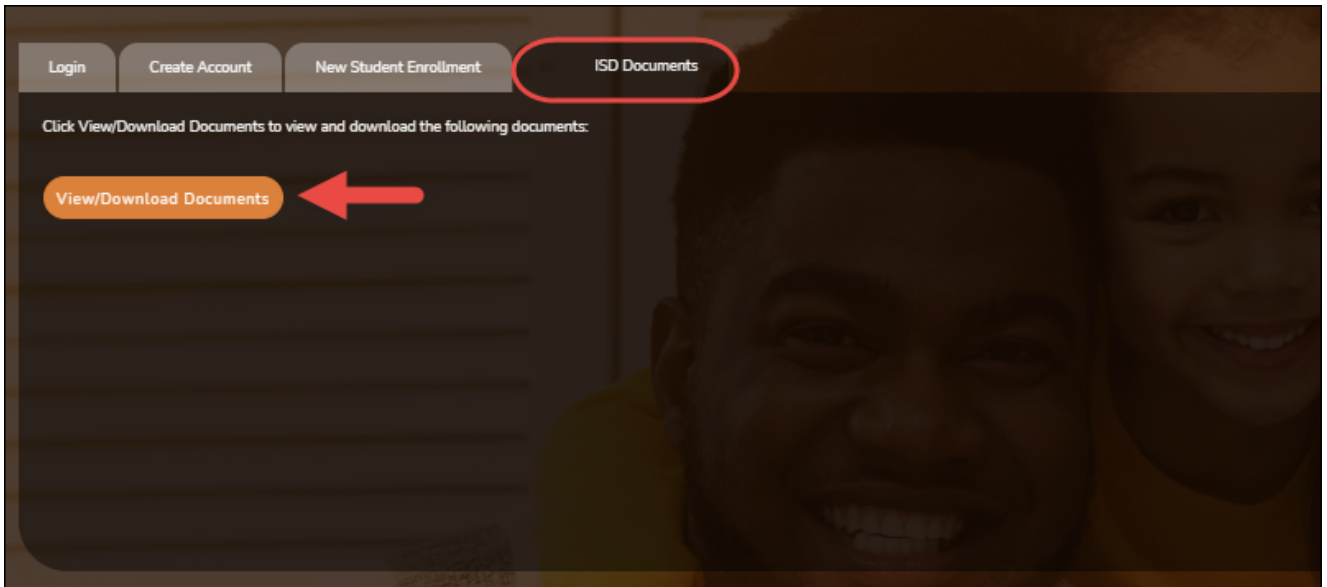 Login
Create Account
New Student Enrollment
ISD Documents
Click View/Download Documents to view and download the following documents:
View/Download Documents